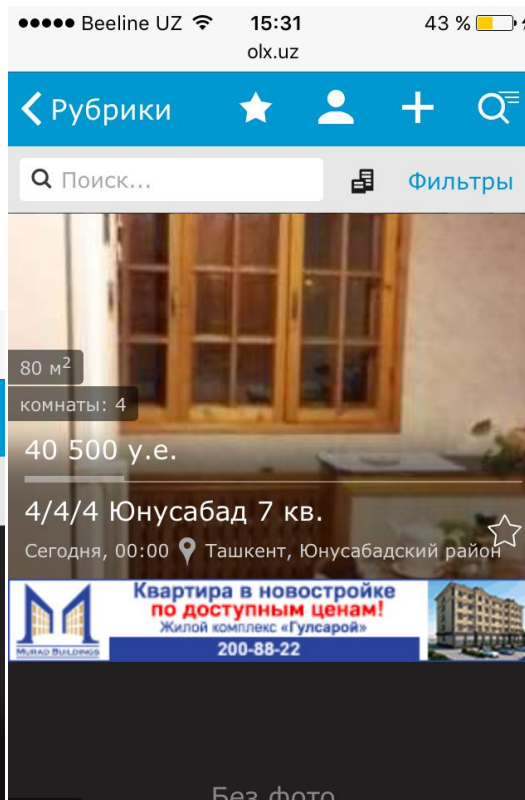 Beeline UZ 15:31 43 %
olx.uz
Рубрики
Поиск... Фильтры
80 м²
комнаты: 4
40 500 у.е.
4/4/4 Юнусабад 7 кв.
Сегодня, 00:00 Ташкент, Юнусабадский район
Квартира в новостройке
по доступным ценам!
Жилой комплекс «Гулсарой»
MURAD BUILDINGS 200-88-22
Без фото